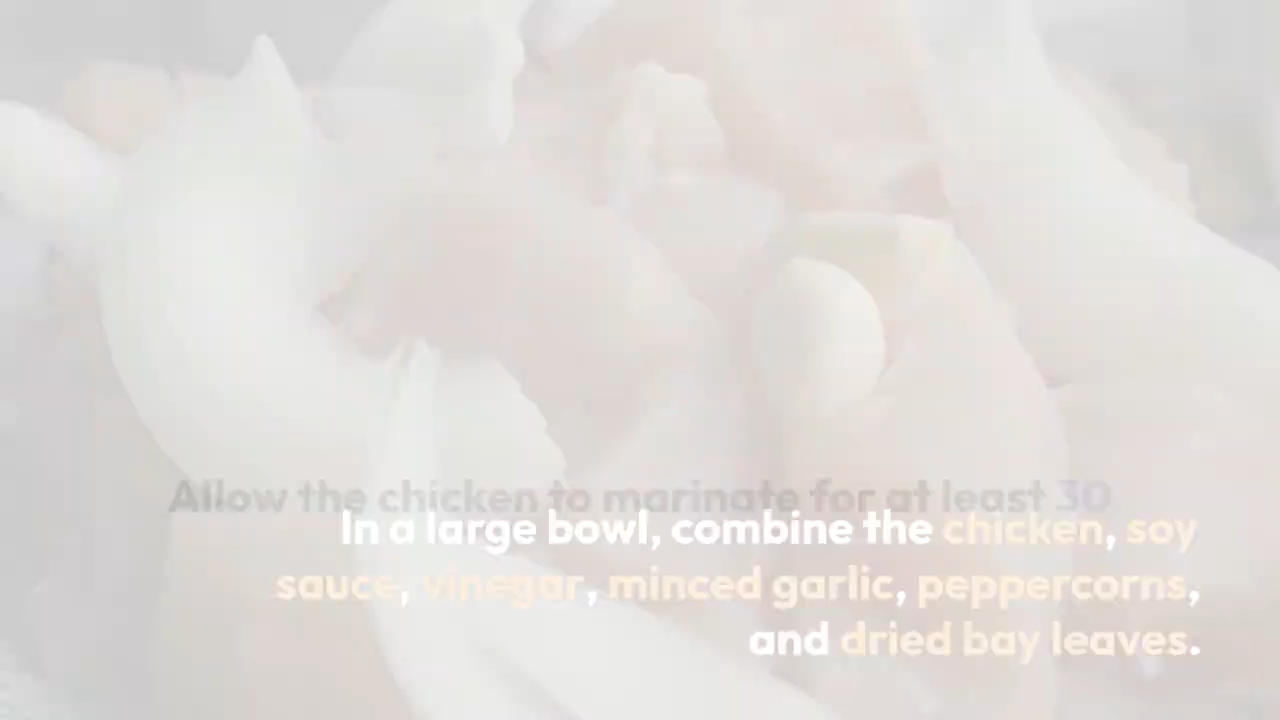 Allow the chicken to marinate for at least 30
In a large bowl, combine the chicken, soy
sauce, vinegar, minced garlic, peppercorns,
and dried bay leaves.